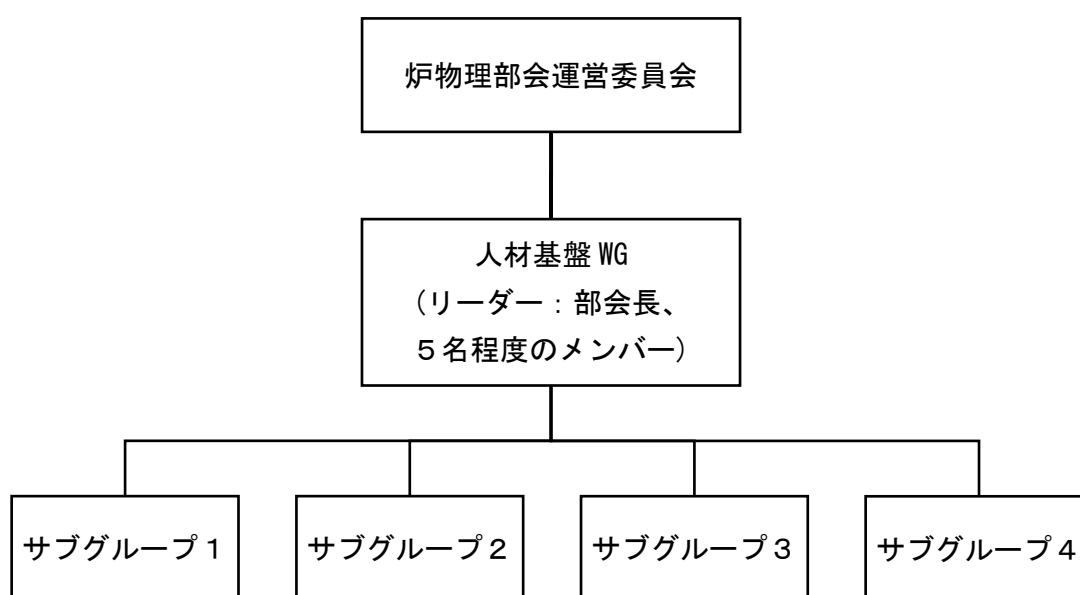 炉物理部会運営委員会
人材基盤 WG
(リーダー：部会長、
５名程度のメンバー)
サブグループ１
サブグループ２
サブグループ３
サブグループ４